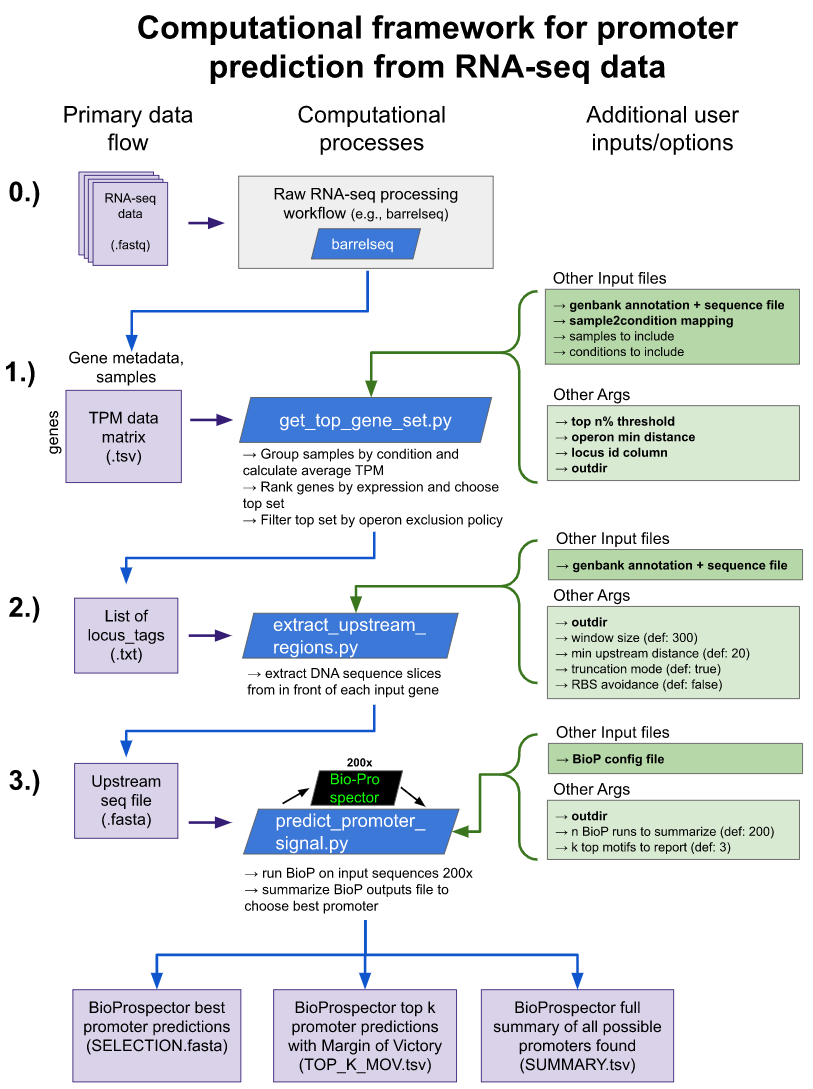 Computational framework for promoter
prediction from RNA-seq data
Primary data
flow
Computational
processes
Additional user
inputs/options
0.)
RNA-seq
data
(.fastq)
Raw RNA-seq processing
workflow (e.g., barrelseq)
barrelseq
Other Input files
→ genbank annotation + sequence file
→ sample2condition mapping
→ samples to include
→ conditions to include
Gene metadata,
samples
1.)
genes
TPM data
matrix
(.tsv)
get_top_gene_set.py
→ Group samples by condition and
calculate average TPM
→ Rank genes by expression and choose
top set
→ Filter top set by operon exclusion policy
Other Args
→ top n% threshold
→ operon min distance
→ locus id column
→ outdir
Other Input files
→ genbank annotation + sequence file
2.)
List of
locus_tags
(.txt)
extract_upstream_
regions.py
→ extract DNA sequence slices
from in front of each input gene
Other Args
→ outdir
→ window size (def: 300)
→ min upstream distance (def: 20)
→ truncation mode (def: true)
→ RBS avoidance (def: false)
Other Input files
→ BioP config file
3.)
Upstream
seq file
(.fasta)
200x
Bio-Pro
spector
predict_promoter_
signal.py
→ run BioP on input sequences 200x
→ summarize BioP outputs file to
choose best promoter
Other Args
→ outdir
→ n BioP runs to summarize (def: 200)
→ k top motifs to report (def: 3)
BioProspector best
promoter predictions
(SELECTION.fasta)
BioProspector top k
promoter predictions
with Margin of Victory
(TOP_K_MOV.tsv)
BioProspector full
summary of all possible
promoters found
(SUMMARY.tsv)